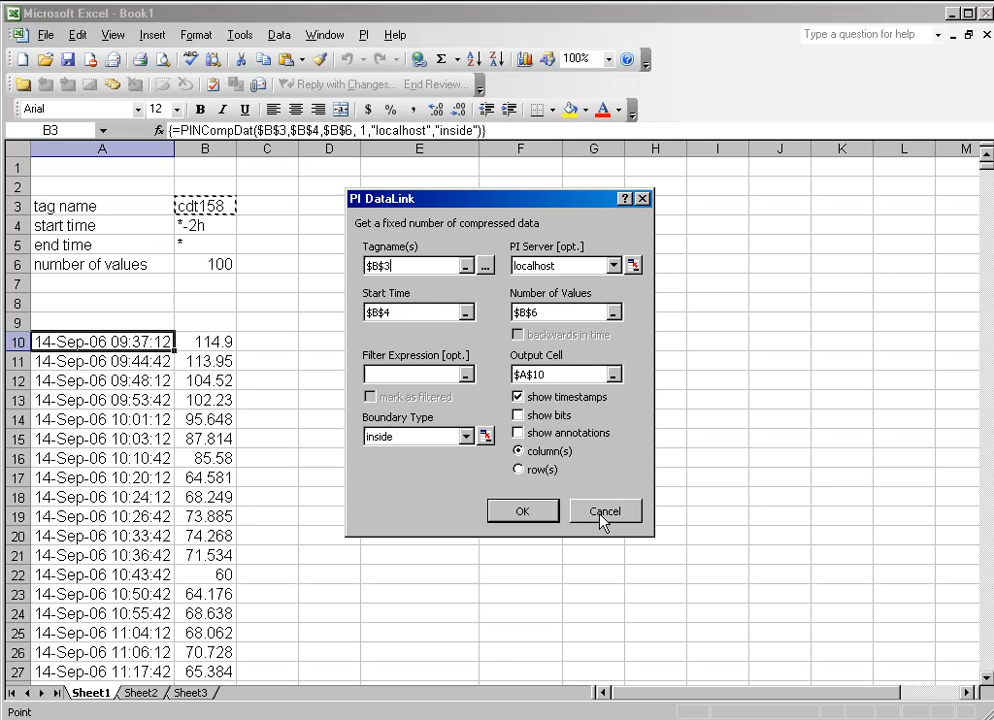 Microsoft Excel - Book1
File Edit View Insert Format Tools Data Window PI Help
Type a question for help
100%
Reply with Changes... End Review...
Arial 12 B I U $ % ,
B3 fx {=PINCompDat($B$3,$B$4,$B$6, 1,"localhost","inside")}
A B C D E F G H I J K L M
1
2
3 tag name cdt158
4 start time *-2h
5 end time *
6 number of values 100
7
8
9
10 14-Sep-06 09:37:12 114.9
11 14-Sep-06 09:44:42 113.95
12 14-Sep-06 09:48:12 104.52
13 14-Sep-06 09:53:42 102.23
14 14-Sep-06 10:01:12 95.648
15 14-Sep-06 10:03:12 87.814
16 14-Sep-06 10:10:42 85.58
17 14-Sep-06 10:20:12 64.581
18 14-Sep-06 10:24:12 68.249
19 14-Sep-06 10:26:42 73.885
20 14-Sep-06 10:33:42 74.268
21 14-Sep-06 10:36:42 71.534
22 14-Sep-06 10:43:42 60
23 14-Sep-06 10:50:42 64.176
24 14-Sep-06 10:55:42 68.638
25 14-Sep-06 11:04:12 68.062
26 14-Sep-06 11:06:12 70.728
27 14-Sep-06 11:17:42 65.384
PI DataLink
Get a fixed number of compressed data
Tagname(s) PI Server [opt.]
$B$3 ... localhost
Start Time Number of Values
$B$4 $B$6
backwards in time
Filter Expression [opt.] Output Cell
$A$10
mark as filtered show timestamps
show bits
Boundary Type show annotations
inside column(s)
row(s)
OK Cancel
Sheet1 Sheet2 Sheet3
Point